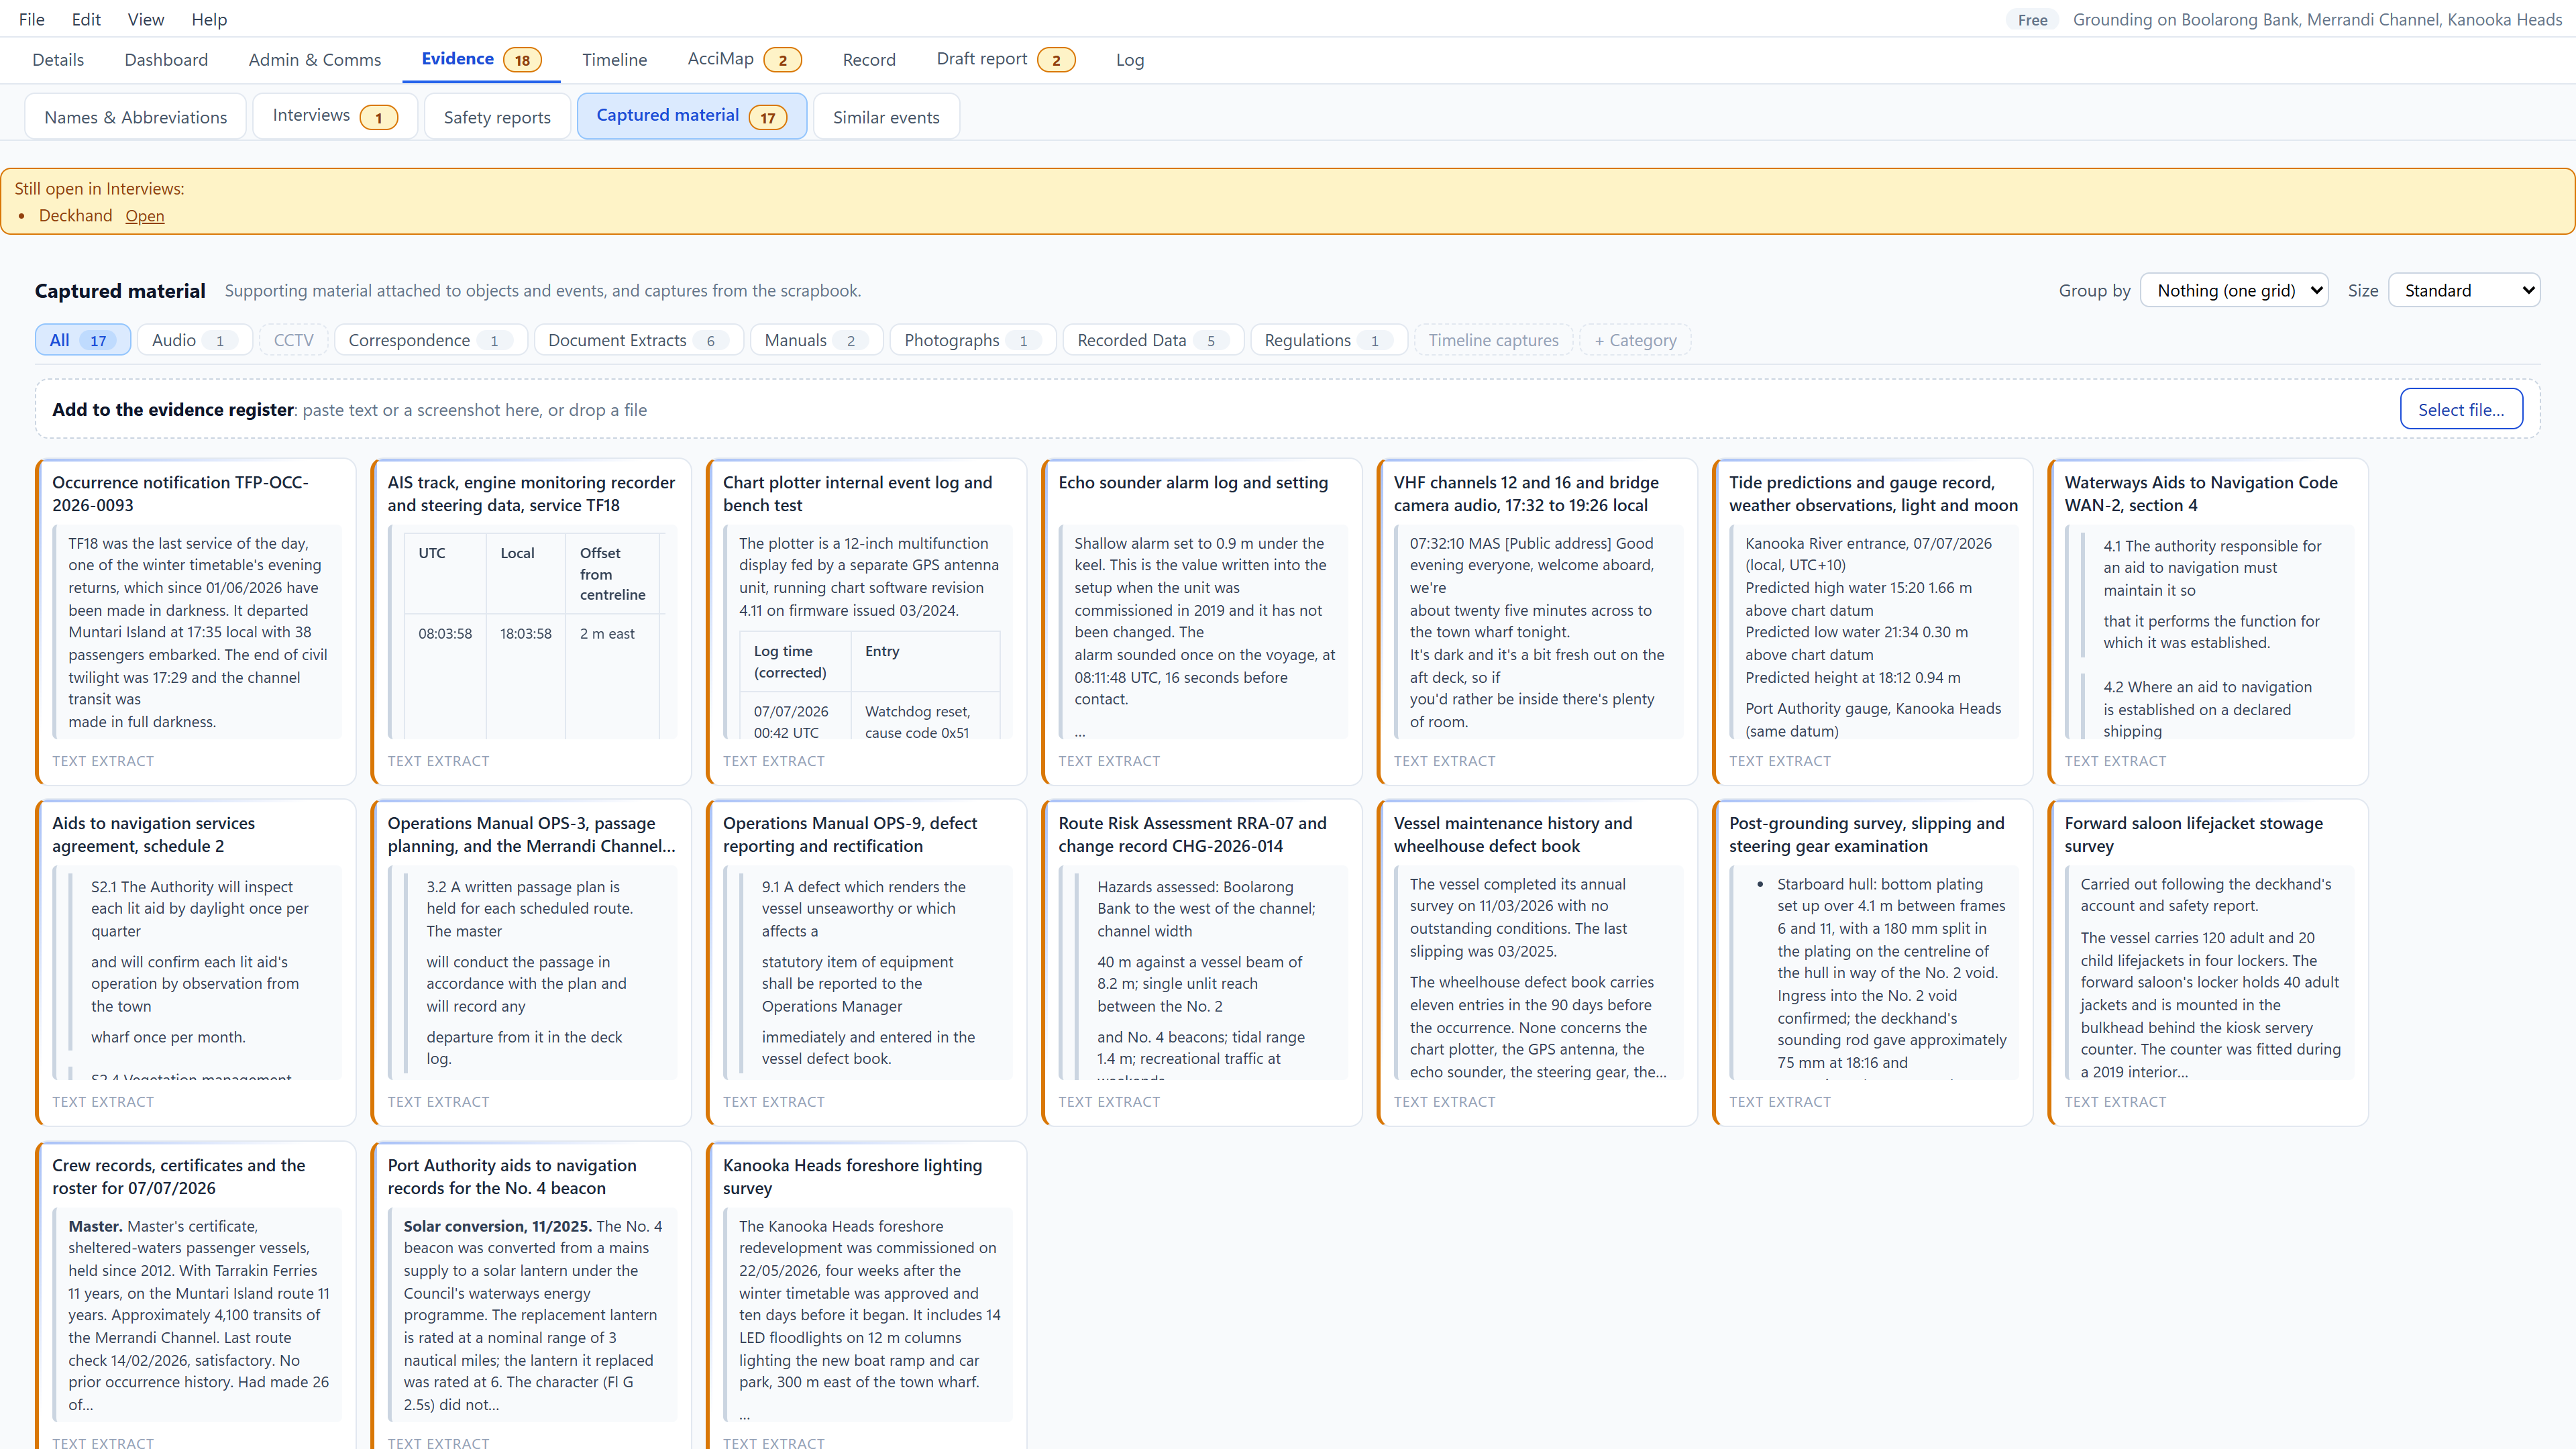 File Edit View Help
Free Grounding on Boolarong Bank, Merrandi Channel, Kanooka Heads
Details Dashboard Admin & Comms Evidence 18 Timeline AcciMap 2 Record Draft report 2 Log
Names & Abbreviations Interviews 1 Safety reports Captured material 17 Similar events
Still open in Interviews:
• Deckhand Open
Captured material Supporting material attached to objects and events, and captures from the scrapbook.
Group by Nothing (one grid) Size Standard
All 17 Audio 1 CCTV Correspondence 1 Document Extracts 6 Manuals 2 Photographs 1 Recorded Data 5 Regulations 1 Timeline captures + Category
Add to the evidence register: paste text or a screenshot here, or drop a file
Select file...
Occurrence notification TFP-OCC-
2026-0093
TF18 was the last service of the day,
one of the winter timetable's evening
returns, which since 01/06/2026 have
been made in darkness. It departed
Muntari Island at 17:35 local with 38
passengers embarked. The end of civil
twilight was 17:29 and the channel
transit was
made in full darkness.
TEXT EXTRACT
AIS track, engine monitoring recorder
and steering data, service TF18
UTC Local Offset
from
centreline
08:03:58 18:03:58 2 m east
TEXT EXTRACT
Chart plotter internal event log and
bench test
The plotter is a 12-inch multifunction
display fed by a separate GPS antenna
unit, running chart software revision
4.11 on firmware issued 03/2024.
Log time Entry
(corrected)
07/07/2026 Watchdog reset,
00:42 UTC cause code 0x51
TEXT EXTRACT
Echo sounder alarm log and setting
Shallow alarm set to 0.9 m under the
keel. This is the value written into the
setup when the unit was
commissioned in 2019 and it has not
been changed. The
alarm sounded once on the voyage, at
08:11:48 UTC, 16 seconds before
contact.
...
TEXT EXTRACT
VHF channels 12 and 16 and bridge
camera audio, 17:32 to 19:26 local
07:32:10 MAS [Public address] Good
evening everyone, welcome aboard,
we're
about twenty five minutes across to
the town wharf tonight.
It's dark and it's a bit fresh out on the
aft deck, so if
you'd rather be inside there's plenty
of room.
TEXT EXTRACT
Tide predictions and gauge record,
weather observations, light and moon
Kanooka River entrance, 07/07/2026
(local, UTC+10)
Predicted high water 15:20 1.66 m
above chart datum
Predicted low water 21:34 0.30 m
above chart datum
Predicted height at 18:12 0.94 m
Port Authority gauge, Kanooka Heads
(same datum)
TEXT EXTRACT
Waterways Aids to Navigation Code
WAN-2, section 4
4.1 The authority responsible for
an aid to navigation must
maintain it so
that it performs the function for
which it was established.
4.2 Where an aid to navigation
is established on a declared
shipping
TEXT EXTRACT
Aids to navigation services
agreement, schedule 2
S2.1 The Authority will inspect
each lit aid by daylight once per
quarter
and will confirm each lit aid's
operation by observation from
the town
wharf once per month.
S2.4 Vegetation management
TEXT EXTRACT
Operations Manual OPS-3, passage
planning, and the Merrandi Channel...
3.2 A written passage plan is
held for each scheduled route.
The master
will conduct the passage in
accordance with the plan and
will record any
departure from it in the deck
log.
TEXT EXTRACT
Operations Manual OPS-9, defect
reporting and rectification
9.1 A defect which renders the
vessel unseaworthy or which
affects a
statutory item of equipment
shall be reported to the
Operations Manager
immediately and entered in the
vessel defect book.
TEXT EXTRACT
Route Risk Assessment RRA-07 and
change record CHG-2026-014
Hazards assessed: Boolarong
Bank to the west of the channel;
channel width
40 m against a vessel beam of
8.2 m; single unlit reach
between the No. 2
and No. 4 beacons; tidal range
1.4 m; recreational traffic at
weekends
TEXT EXTRACT
Vessel maintenance history and
wheelhouse defect book
The vessel completed its annual
survey on 11/03/2026 with no
outstanding conditions. The last
slipping was 03/2025.
The wheelhouse defect book carries
eleven entries in the 90 days before
the occurrence. None concerns the
chart plotter, the GPS antenna, the
echo sounder, the steering gear, the...
TEXT EXTRACT
Post-grounding survey, slipping and
steering gear examination
• Starboard hull: bottom plating
set up over 4.1 m between frames
6 and 11, with a 180 mm split in
the plating on the centreline of
the hull in way of the No. 2 void.
Ingress into the No. 2 void
confirmed; the deckhand's
sounding rod gave approximately
75 mm at 18:16 and
TEXT EXTRACT
Forward saloon lifejacket stowage
survey
Carried out following the deckhand's
account and safety report.
The vessel carries 120 adult and 20
child lifejackets in four lockers. The
forward saloon's locker holds 40 adult
jackets and is mounted in the
bulkhead behind the kiosk servery
counter. The counter was fitted during
a 2019 interior...
TEXT EXTRACT
Crew records, certificates and the
roster for 07/07/2026
Master. Master's certificate,
sheltered-waters passenger vessels,
held since 2012. With Tarrakin Ferries
11 years, on the Muntari Island route 11
years. Approximately 4,100 transits of
the Merrandi Channel. Last route
check 14/02/2026, satisfactory. No
prior occurrence history. Had made 26
of...
TEXT EXTRACT
Port Authority aids to navigation
records for the No. 4 beacon
Solar conversion, 11/2025. The No. 4
beacon was converted from a mains
supply to a solar lantern under the
Council's waterways energy
programme. The replacement lantern
is rated at a nominal range of 3
nautical miles; the lantern it replaced
was rated at 6. The character (Fl G
2.5s) did not...
TEXT EXTRACT
Kanooka Heads foreshore lighting
survey
The Kanooka Heads foreshore
redevelopment was commissioned on
22/05/2026, four weeks after the
winter timetable was approved and
ten days before it began. It includes 14
LED floodlights on 12 m columns
lighting the new boat ramp and car
park, 300 m east of the town wharf.
...
TEXT EXTRACT